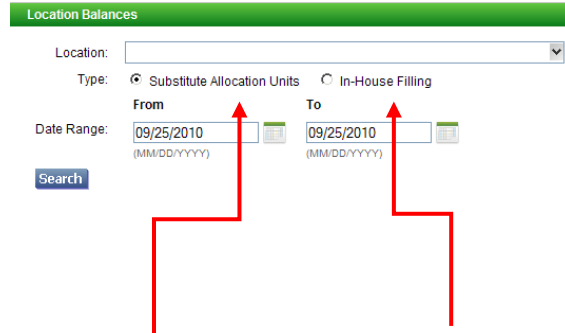 Location Balances
Location:
Type: Substitute Allocation Units In-House Filling
From To
Date Range: 09/25/2010 09/25/2010
(MM/DD/YYYY) (MM/DD/YYYY)
Search